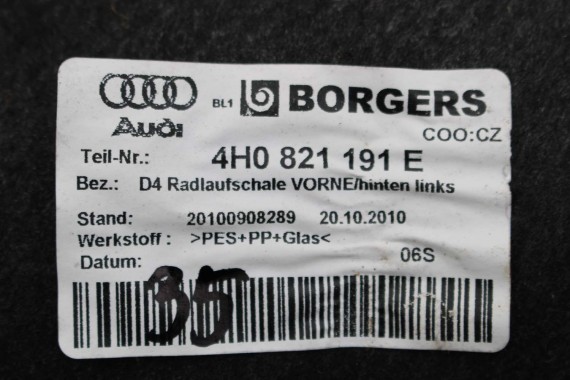 BL1 BORGERS
Audi
COO:CZ
Teil-Nr.: 4H0 821 191 E
Bez.: D4 Radlaufschale VORNE/hinten links
Stand: 20100908289 20.10.2010
Werkstoff: >PES+PP+Glas<
Datum: 06S
35